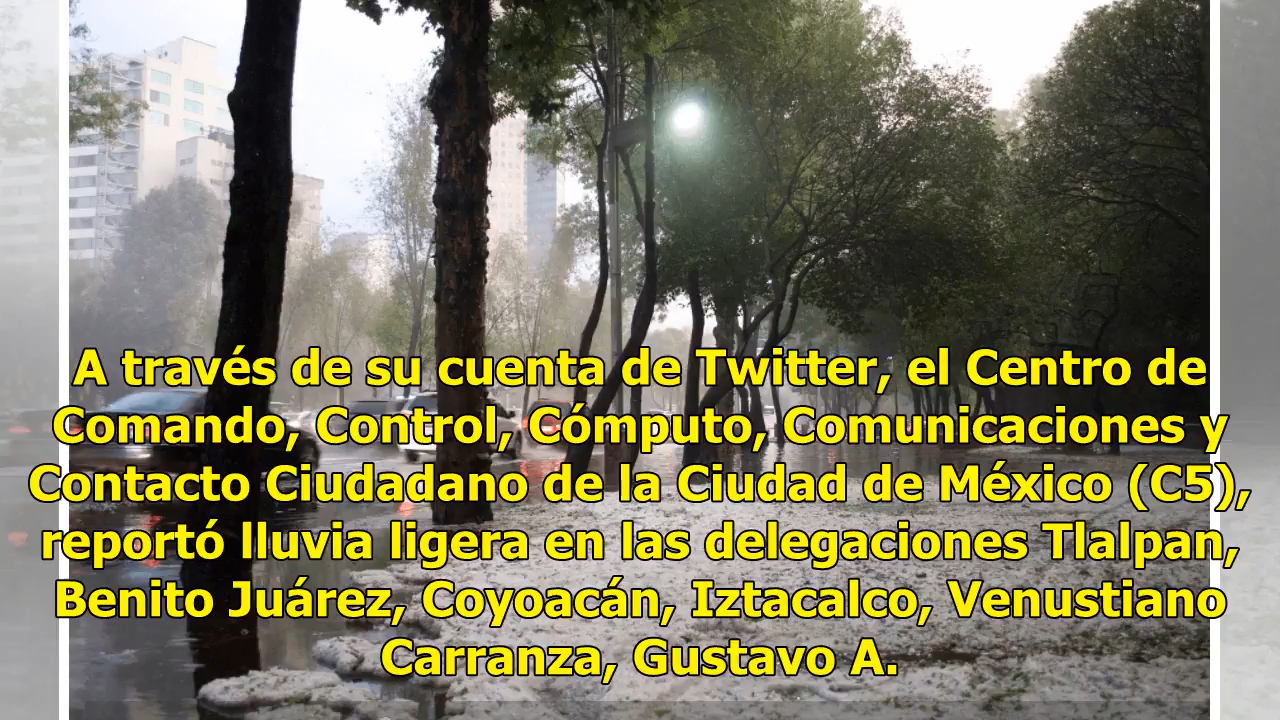 A través de su cuenta de Twitter, el Centro de
Comando, Control, Cómputo, Comunicaciones y
Contacto Ciudadano de la Ciudad de México (C5),
reportó lluvia ligera en las delegaciones Tlalpan,
Benito Juárez, Coyoacán, Iztacalco, Venustiano
Carranza, Gustavo A.